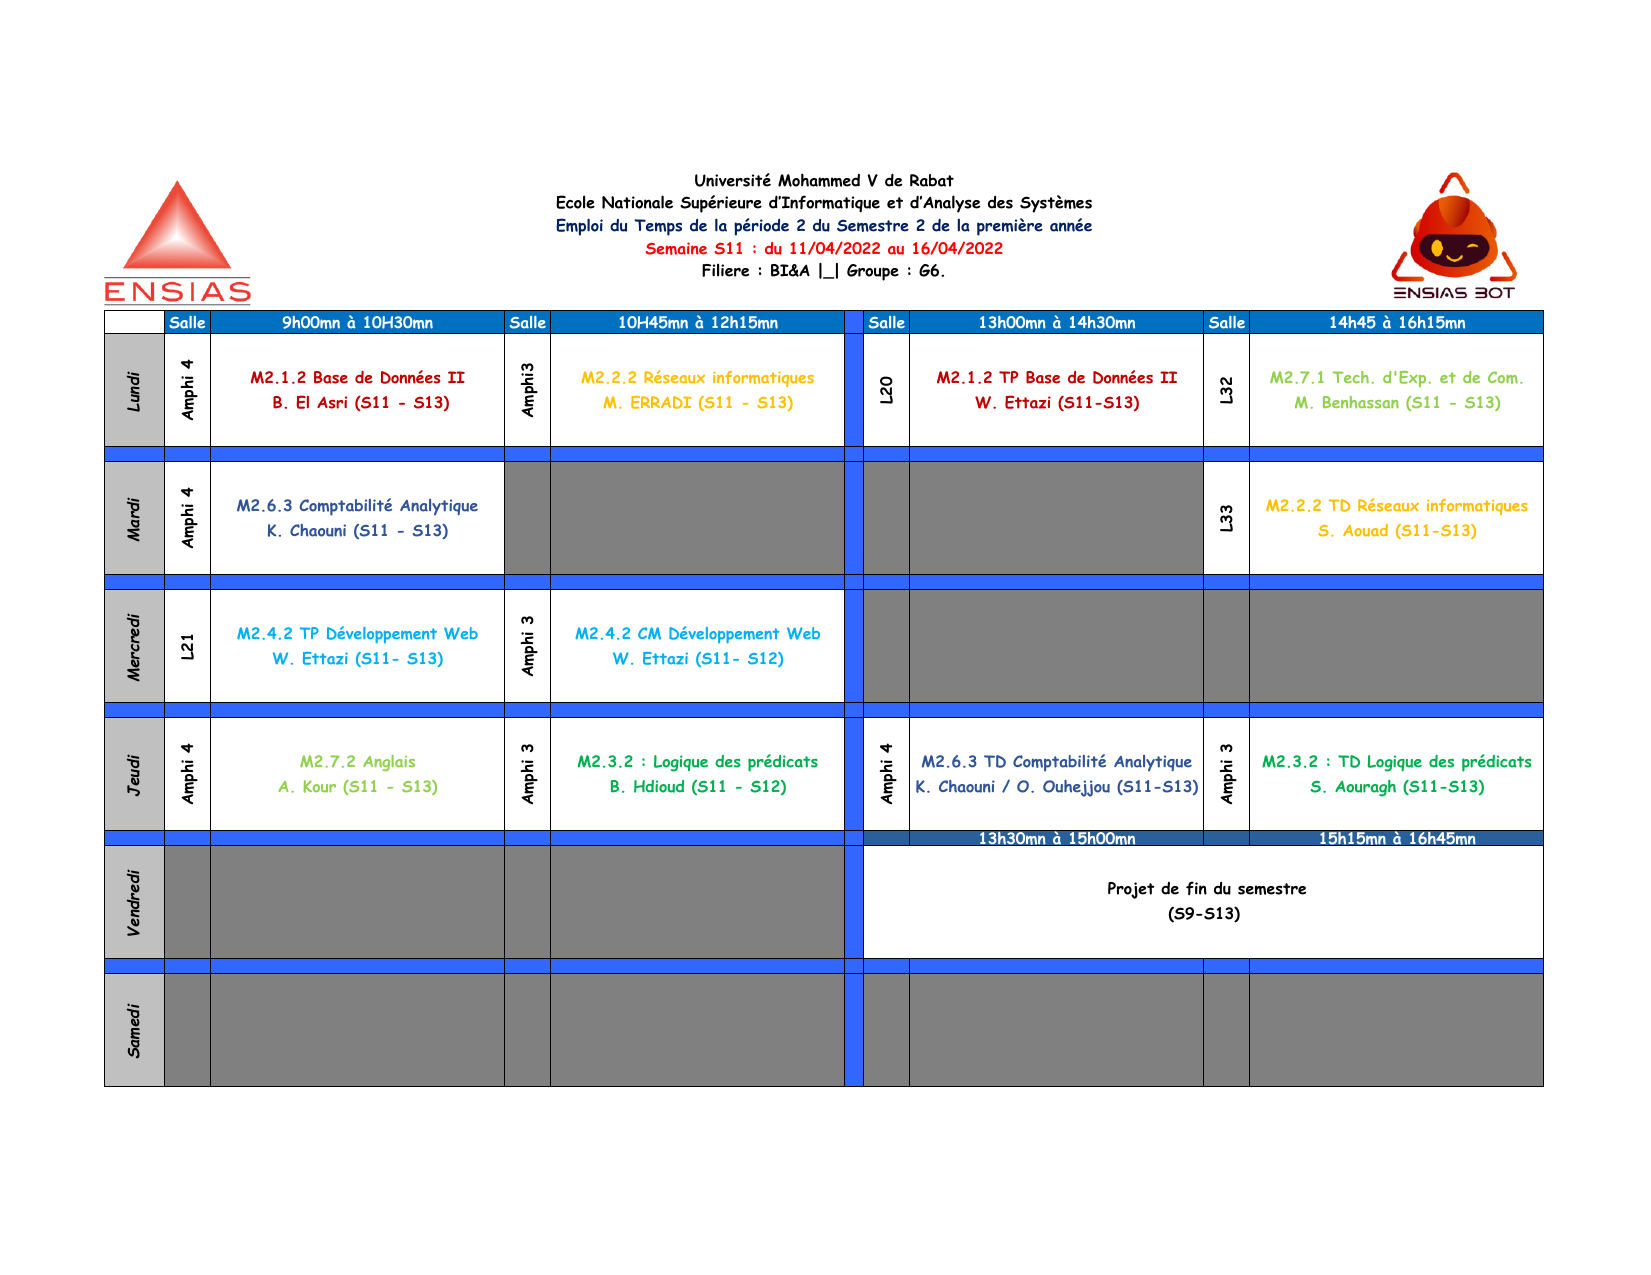 Université Mohammed V de Rabat
Ecole Nationale Supérieure d’Informatique et d’Analyse des Systèmes
Emploi du Temps de la période 2 du Semestre 2 de la première année
Semaine S11 : du 11/04/2022 au 16/04/2022
Filiere : BI&A |_| Groupe : G6.
ENSIAS
ENSIAS BOT
Salle 9h00mn à 10H30mn Salle 10H45mn à 12h15mn Salle 13h00mn à 14h30mn Salle 14h45 à 16h15mn
Lundi
Amphi 4
M2.1.2 Base de Données II
B. El Asri (S11 - S13)
Amphi3
M2.2.2 Réseaux informatiques
M. ERRADI (S11 - S13)
L20
M2.1.2 TP Base de Données II
W. Ettazi (S11-S13)
L32
M2.7.1 Tech. d'Exp. et de Com.
M. Benhassan (S11 - S13)
Mardi
Amphi 4
M2.6.3 Comptabilité Analytique
K. Chaouni (S11 - S13)
L33
M2.2.2 TD Réseaux informatiques
S. Aouad (S11-S13)
Mercredi
L21
M2.4.2 TP Développement Web
W. Ettazi (S11- S13)
Amphi 3
M2.4.2 CM Développement Web
W. Ettazi (S11- S12)
Jeudi
Amphi 4
M2.7.2 Anglais
A. Kour (S11 - S13)
Amphi 3
M2.3.2 : Logique des prédicats
B. Hdioud (S11 - S12)
Amphi 4
M2.6.3 TD Comptabilité Analytique
K. Chaouni / O. Ouhejjou (S11-S13)
Amphi 3
M2.3.2 : TD Logique des prédicats
S. Aouragh (S11-S13)
13h30mn à 15h00mn 15h15mn à 16h45mn
Vendredi
Projet de fin du semestre
(S9-S13)
Samedi